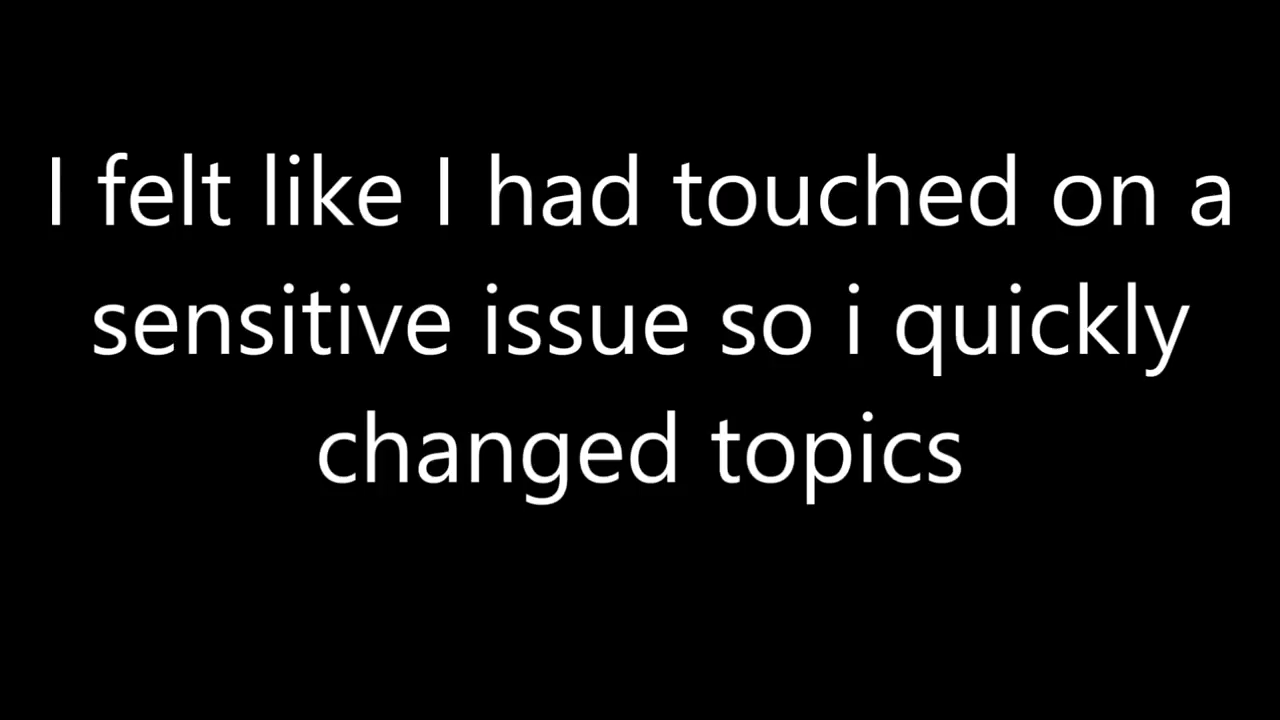 I felt like I had touched on a
sensitive issue so i quickly
changed topics